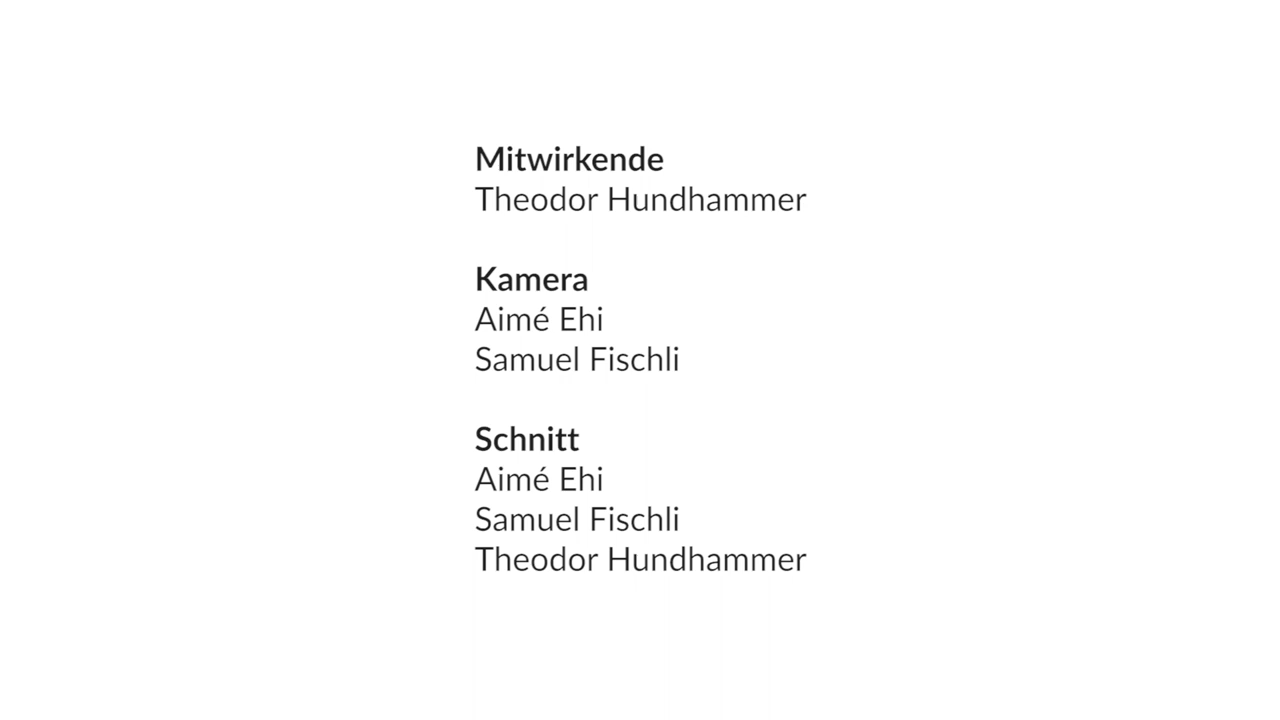 Mitwirkende
Theodor Hundhammer
Kamera
Aimé Ehi
Samuel Fischli
Schnitt
Aimé Ehi
Samuel Fischli
Theodor Hundhammer